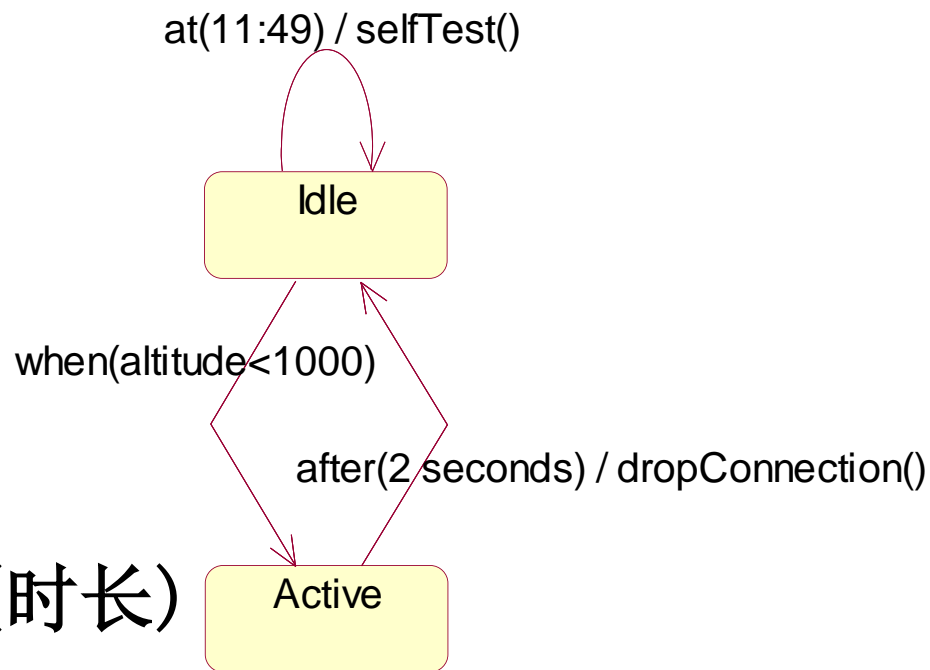 at(11:49) / selfTest()
Idle
when(altitude<1000)
after(2 seconds) / dropConnection()
(时长)
Active